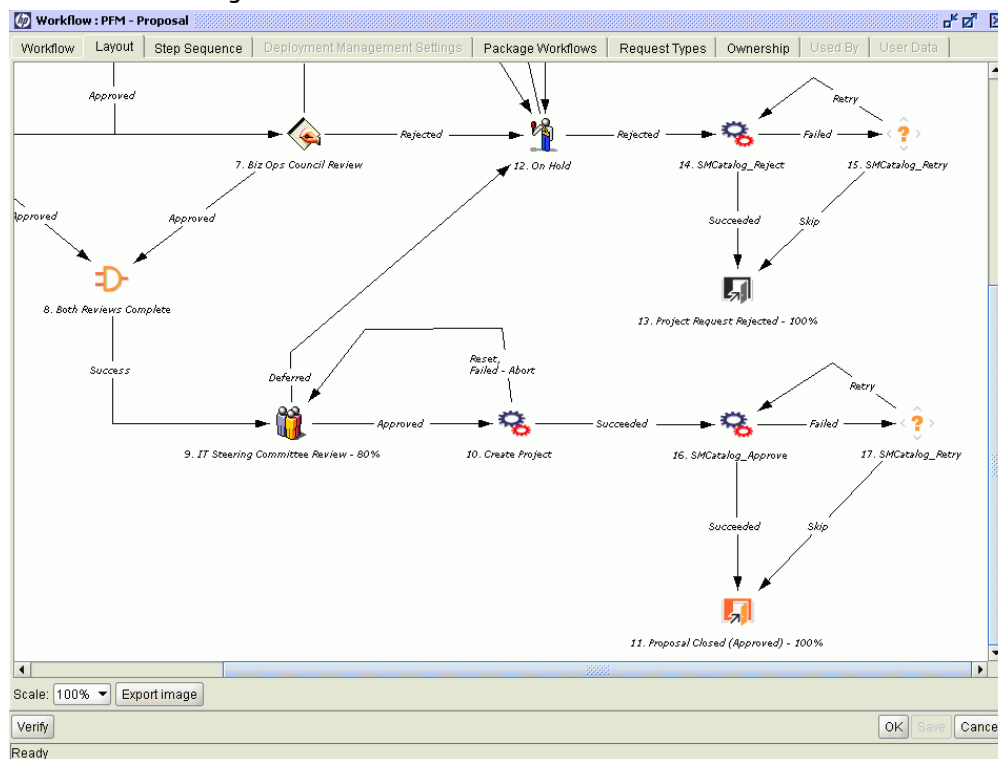 hp Workflow : PFM - Proposal
Workflow Layout Step Sequence Deployment Management Settings Package Workflows Request Types Ownership Used By User Data
Approved
Retry
Rejected
Rejected
Failed
?
7. Biz Ops Council Review
12. On Hold
14. SMCatalog_Reject
15. SMCatalog_Retry
Approved
Approved
Succeeded
Skip
8. Both Reviews Complete
13. Project Request Rejected - 100%
Success
Deferred
Reset,
Failed - Abort
Retry
Approved
Succeeded
Failed
?
9. IT Steering Committee Review - 80%
10. Create Project
16. SMCatalog_Approve
17. SMCatalog_Retry
Succeeded
Skip
11. Proposal Closed (Approved) - 100%
Scale: 100% Export image
Verify OK Save Cance
Ready